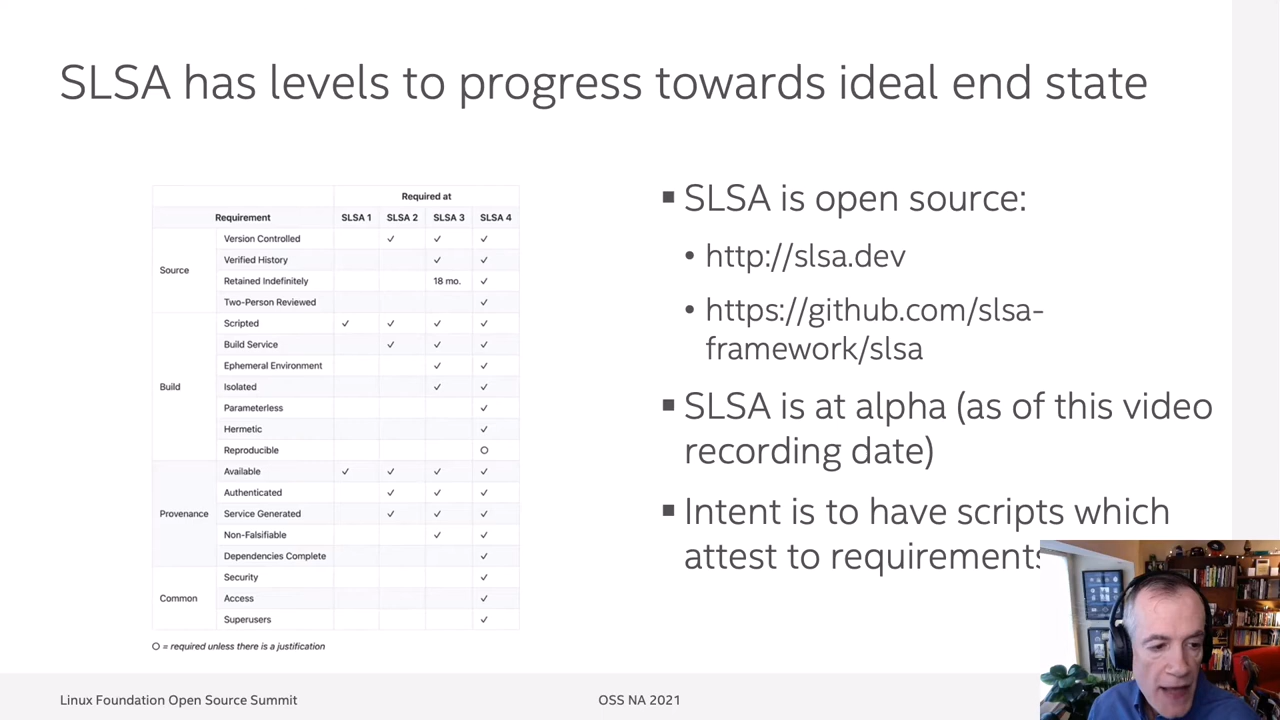 SLSA has levels to progress towards ideal end state
Required at
Requirement SLSA 1 SLSA 2 SLSA 3 SLSA 4
Source
Version Controlled ✓ ✓ ✓
Verified History ✓ ✓
Retained Indefinitely 18 mo. ✓
Two-Person Reviewed ✓
Build
Scripted ✓ ✓ ✓ ✓
Build Service ✓ ✓ ✓
Ephemeral Environment ✓ ✓
Isolated ✓ ✓
Parameterless ✓
Hermetic ✓
Reproducible O
Provenance
Available ✓ ✓ ✓ ✓
Authenticated ✓ ✓ ✓
Service Generated ✓ ✓ ✓
Non-Falsifiable ✓ ✓
Dependencies Complete ✓
Common
Security ✓
Access ✓
Superusers ✓
O = required unless there is a justification
▪ SLSA is open source:
• http://slsa.dev
• https://github.com/slsa-
framework/slsa
▪ SLSA is at alpha (as of this video
recording date)
▪ Intent is to have scripts which
attest to requirements
Linux Foundation Open Source Summit
OSS NA 2021